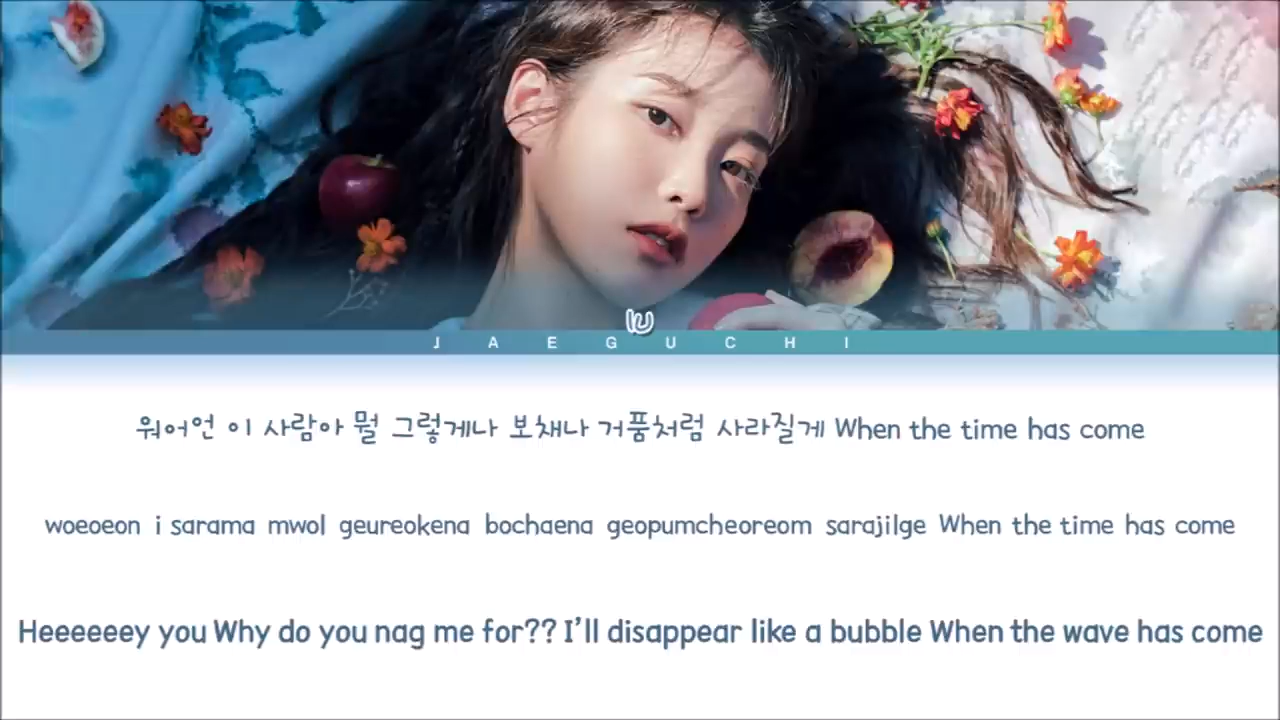 IU
JAEGUCHI
워어언 이 사람아 뭘 그렇게나 보채나 거품처럼 사라질게 When the time has come
woeoeon i sarama mwol geureokena bochaena geopumcheoreom sarajilge When the time has come
Heeeeeey you Why do you nag me for?? I'll disappear like a bubble When the wave has come